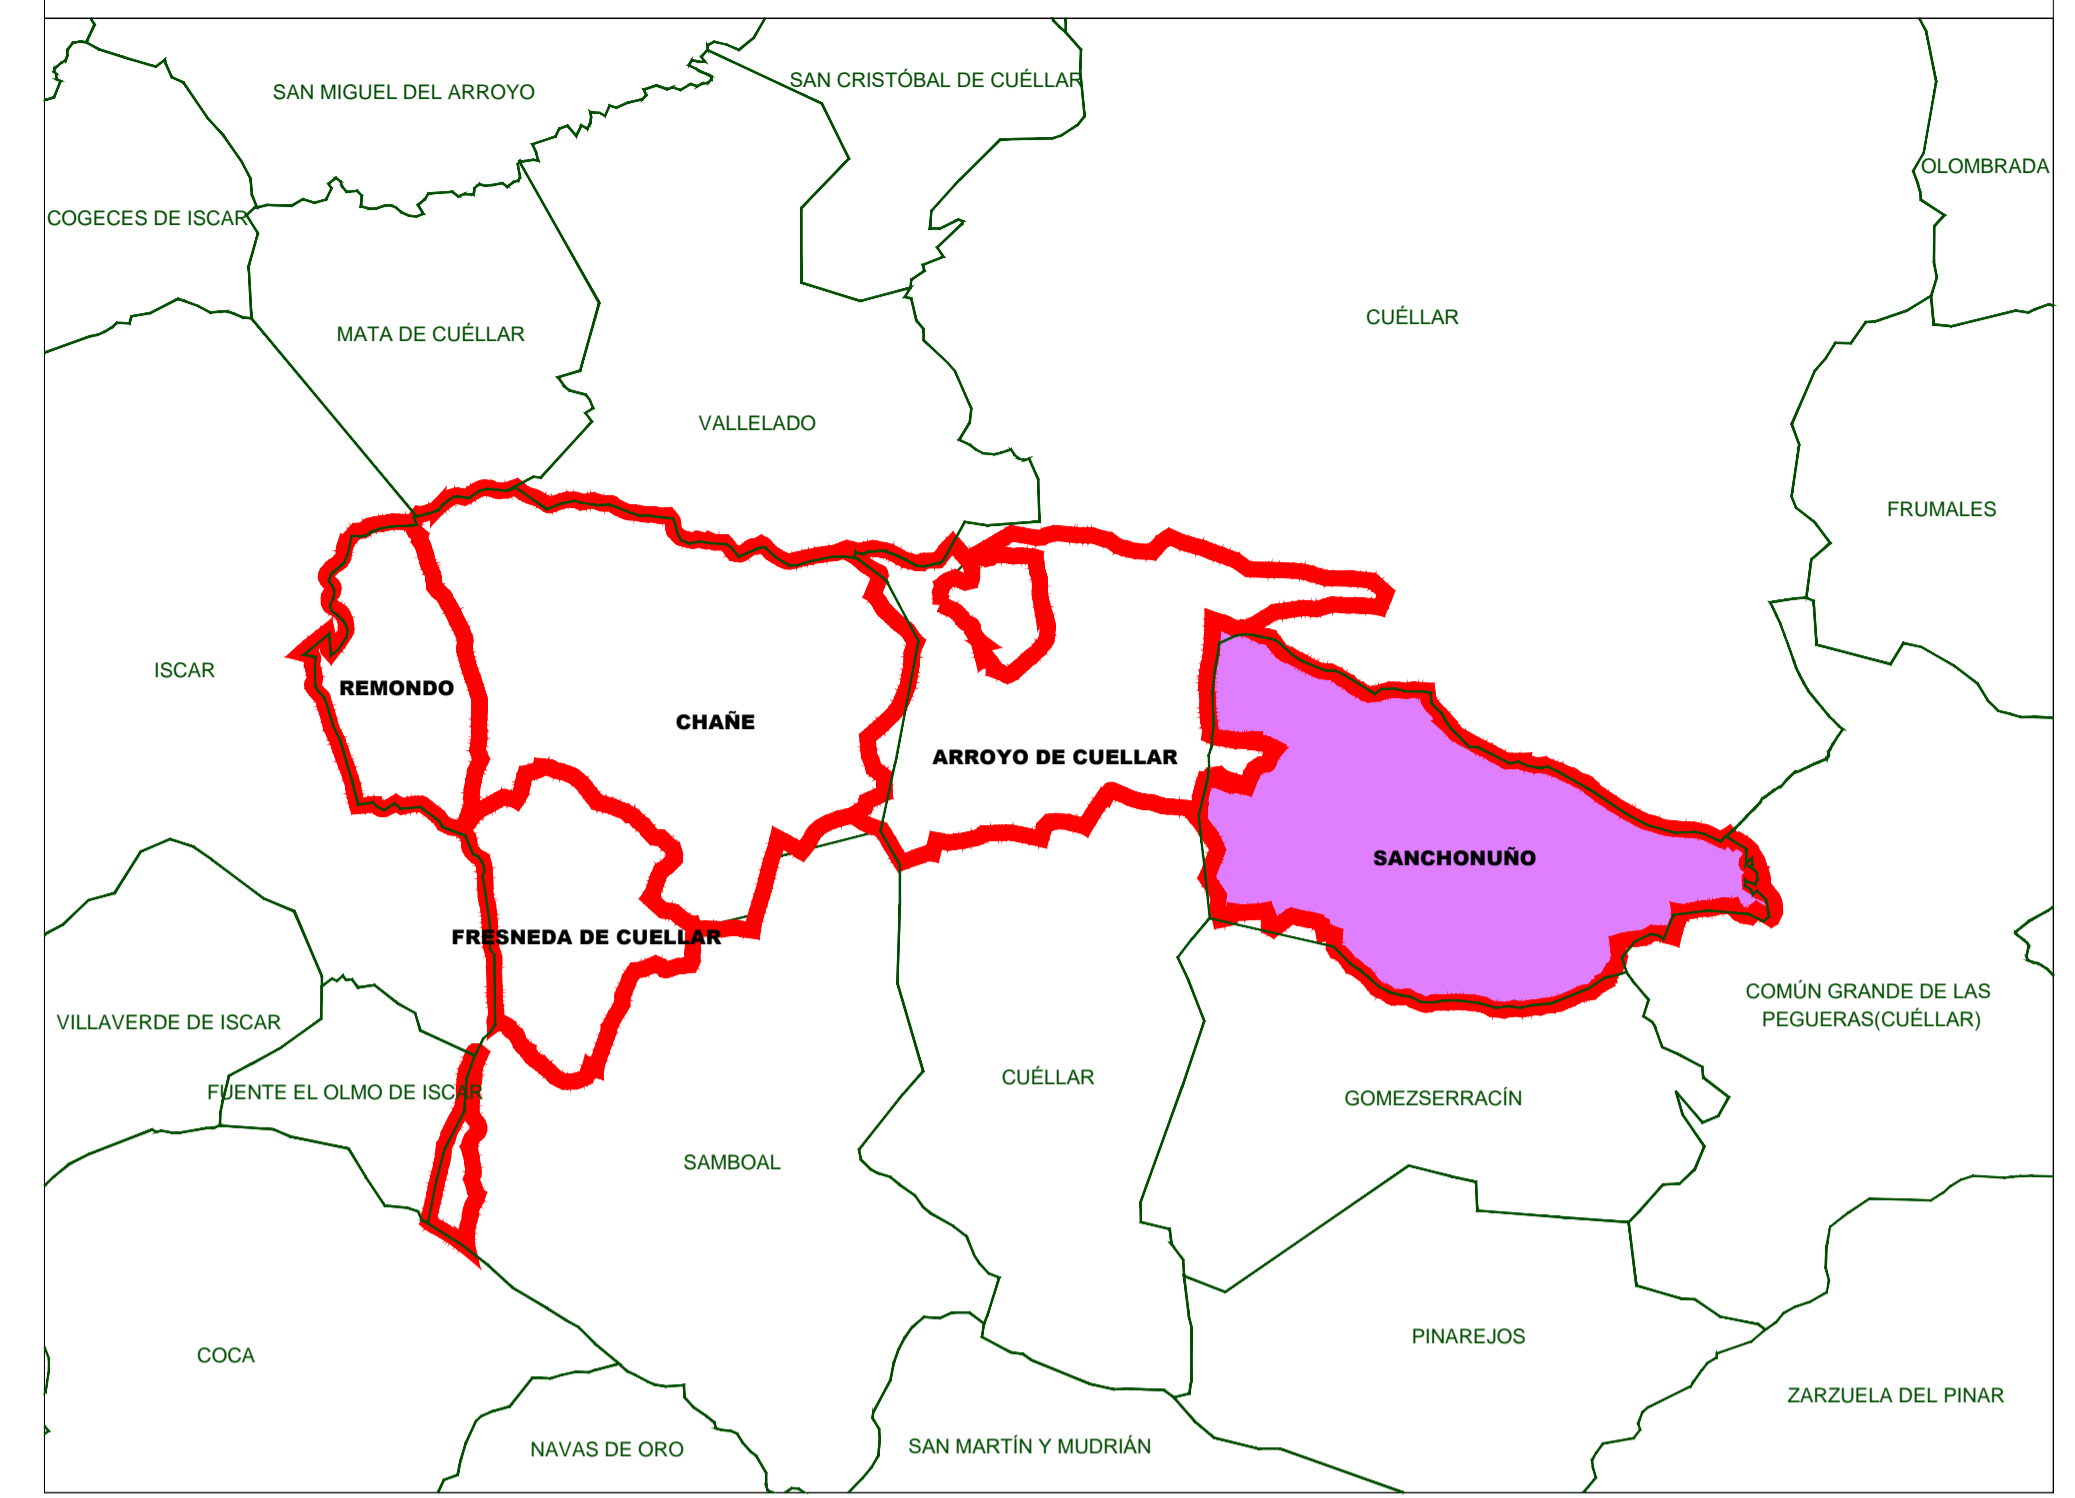 SAN CRISTÓBAL DE CUÉLLAR
SAN MIGUEL DEL ARROYO
OLOMBRADA
COGECES DE ISCAR
CUÉLLAR
MATA DE CUÉLLAR
VALLELADO
FRUMALES
ISCAR
REMONDO
CHAÑE
ARROYO DE CUELLAR
SANCHONUÑO
FRESNEDA DE CUELLAR
COMÚN GRANDE DE LAS
PEGUERAS(CUÉLLAR)
VILLAVERDE DE ISCAR
CUÉLLAR
FUENTE EL OLMO DE ISCAR
GOMEZSERRACÍN
SAMBOAL
PINAREJOS
COCA
ZARZUELA DEL PINAR
SAN MARTÍN Y MUDRIÁN
NAVAS DE ORO